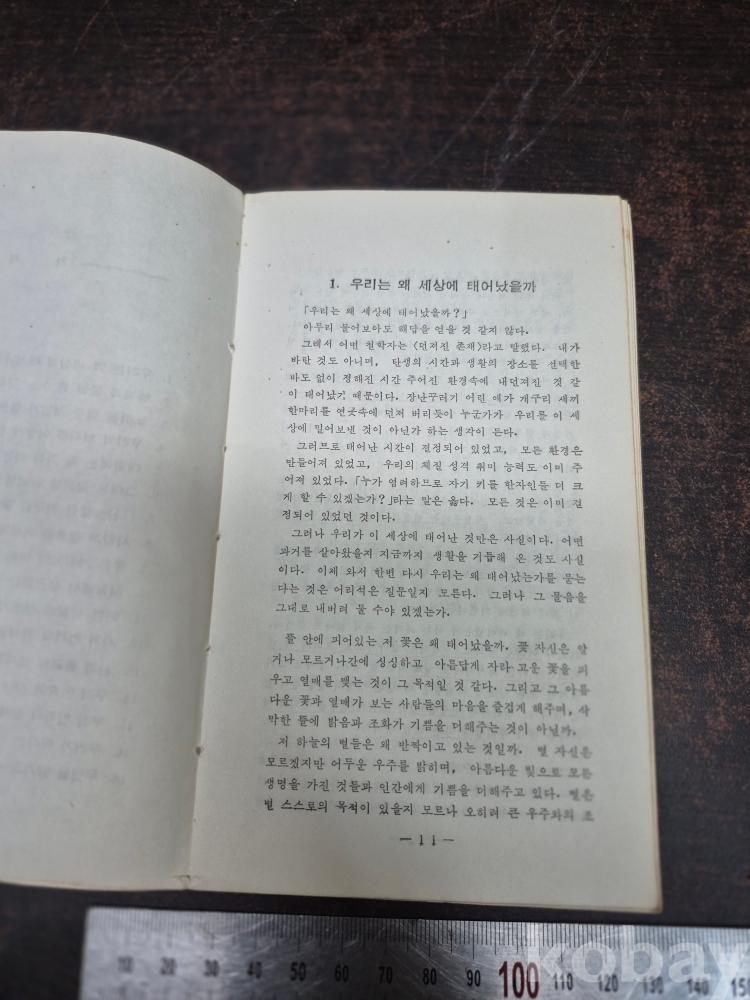 1. 우리는 왜 세상에 태어났을까
「우리는 왜 세상에 태어났을까?」
아무리 물어보아도 해답을 얻을 것 같지 않다.
그래서 어떤 철학자는 〈던져진 존재〉라고 말했다. 내가
바란 것도 아니며, 탄생의 시간과 생활의 장소를 선택한
바도 없이 정해진 시간 주어진 환경속에 내던져진 것 같
이 태어났기 때문이다. 장난꾸러기 어린 애가 개구리 새끼
한마리를 연못속에 던져 버리듯이 누군가가 우리를 이 세
상에 밀어보낸 것이 아닌가 하는 생각이 든다.
그러므로 태어난 시간이 결정되어 있었고, 모든 환경은
만들어져 있었고, 우리의 체질 성격 취미 능력도 이미 주
어져 있었다. 「누가 염려하므로 자기 키를 한자인들 더 크
게 할 수 있겠는가?」라는 말은 옳다. 모든 것은 이미 결
정되어 있었던 것이다.
그러나 우리가 이 세상에 태어난 것만은 사실이다. 어떤
과거를 살아왔을지 지금까지 생활을 기들해 온 것도 사실
이다. 이제 와서 한번 다시 우리는 왜 태어났는가를 묻는
다는 것은 어리석은 질문일지 모른다. 그러나 그 물음을
그대로 내버려 둘 수야 있겠는가.
뜰 안에 피어있는 저 꽃은 왜 태어났을까. 꽃 자신은 알
거나 모르거나간에 싱싱하고 아름답게 자라 고운 꽃을 피
우고 열매를 맺는 것이 그 목적일 것 같다. 그리고 그 아름
다운 꽃과 열매가 보는 사람들의 마음을 즐겁게 해주며, 삭
막한 뜰에 밝음과 조화가 기쁨을 더해주는 것이 아닐까.
저 하늘의 별들은 왜 반짝이고 있는 것일까. 별 자신은
모르겠지만 어두운 우주를 밝히며, 아름다운 빛으로 모든
생명을 가진 것들과 인간에게 기쁨을 더해주고 있다. 별은
별 스스로의 목적이 있을지 모르나 오히려 큰 우주와의 조
— 11 —
10 20 30 40 50 60 70 80 90 100 110 120 130 140 150
kobay